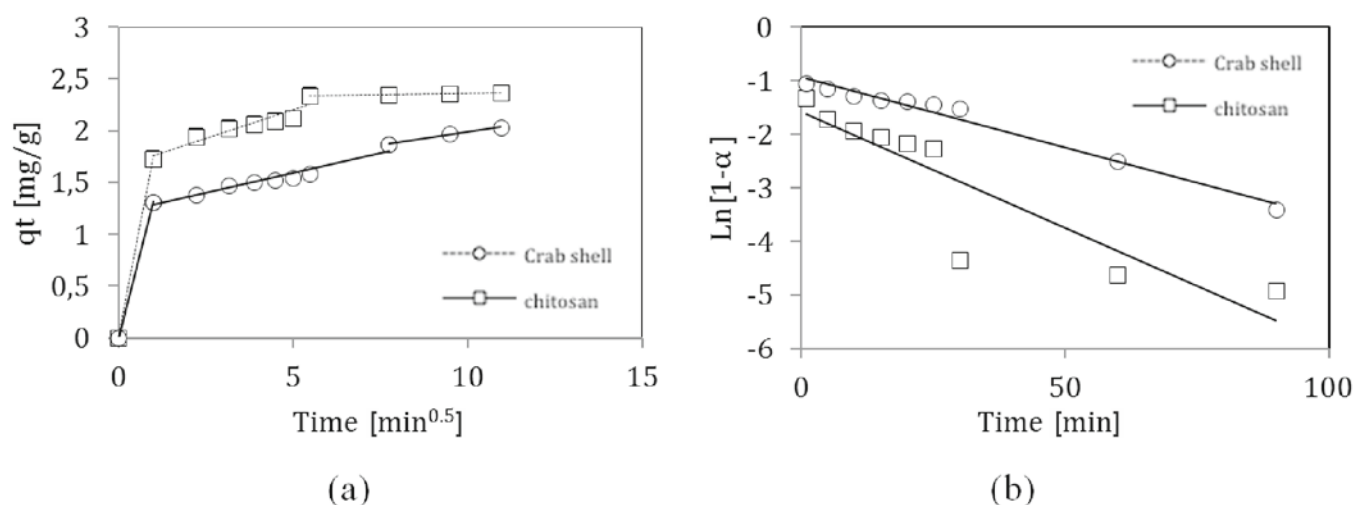 3
2,5
2
1,5
1
0,5
0
0 5 10 15
qt [mg/g]
Time [min0.5]
Crab shell
chitosan
(a)
0
-1
-2
-3
-4
-5
-6
0 50 100
Ln[1-α]
Time [min]
Crab shell
chitosan
(b)